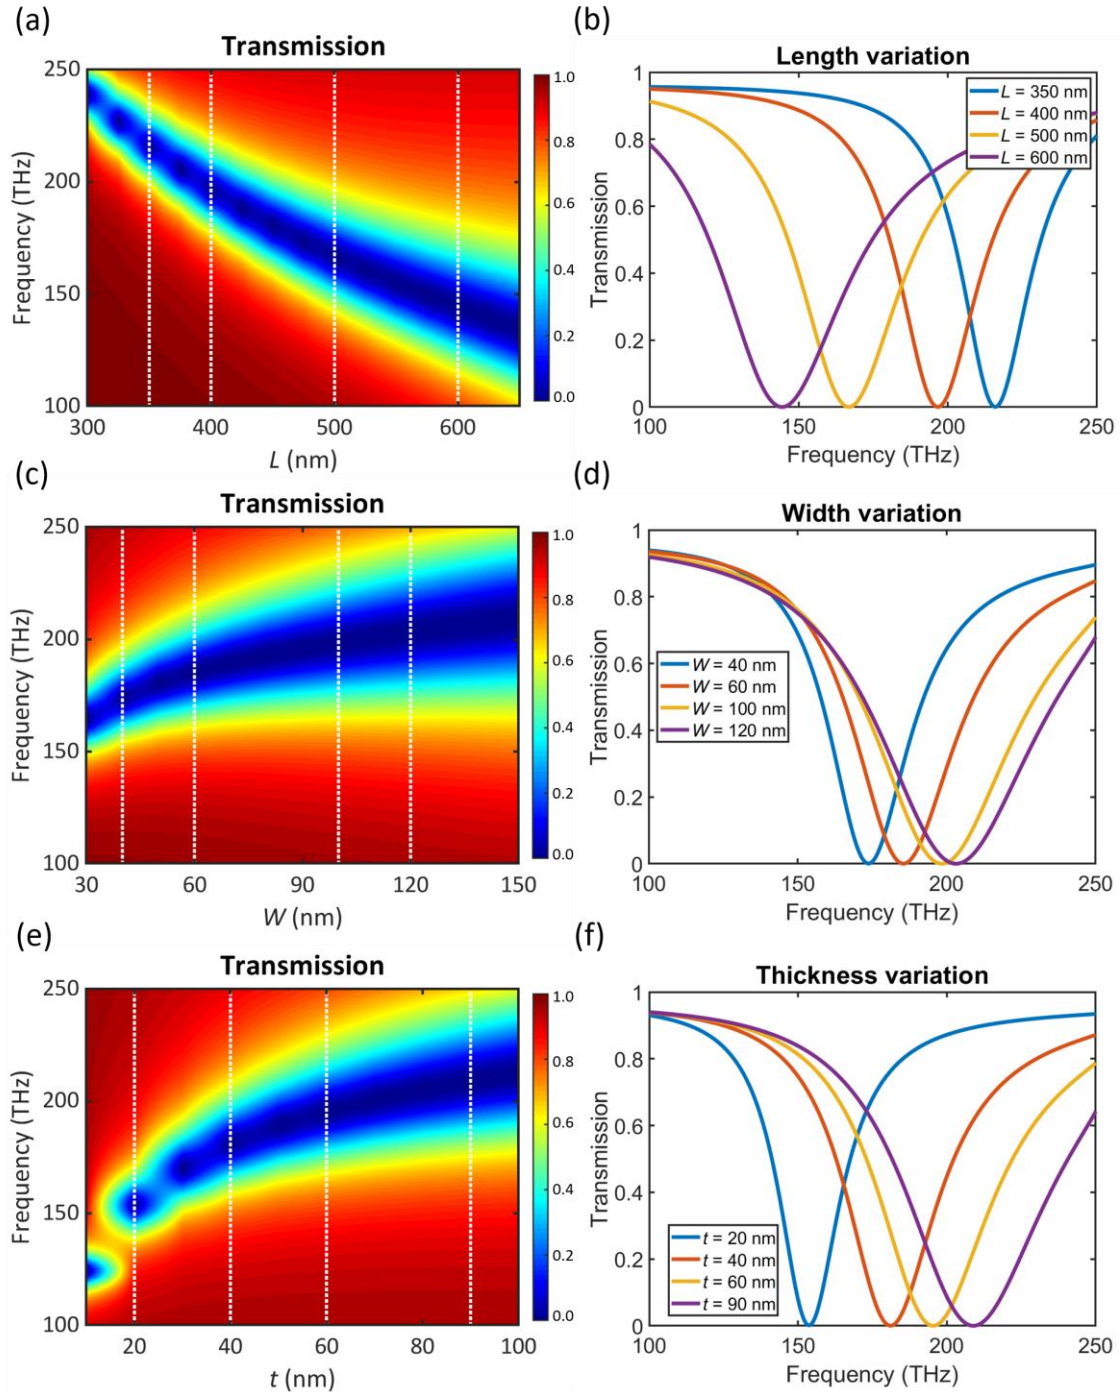 (a)
Transmission
250
200
150
100
Frequency (THz)
300 400 500 600
L (nm)
1.0
0.8
0.6
0.4
0.2
0.0
(b)
Length variation
1
0.8
0.6
0.4
0.2
0
Transmission
L = 350 nm
L = 400 nm
L = 500 nm
L = 600 nm
100 150 200 250
Frequency (THz)
(c)
Transmission
250
200
150
100
Frequency (THz)
30 60 90 120 150
W (nm)
1.0
0.8
0.6
0.4
0.2
0.0
(d)
Width variation
1
0.8
0.6
0.4
0.2
0
Transmission
W = 40 nm
W = 60 nm
W = 100 nm
W = 120 nm
100 150 200 250
Frequency (THz)
(e)
Transmission
250
200
150
100
Frequency (THz)
20 40 60 80 100
t (nm)
1.0
0.8
0.6
0.4
0.2
0.0
(f)
Thickness variation
1
0.8
0.6
0.4
0.2
0
Transmission
t = 20 nm
t = 40 nm
t = 60 nm
t = 90 nm
100 150 200 250
Frequency (THz)